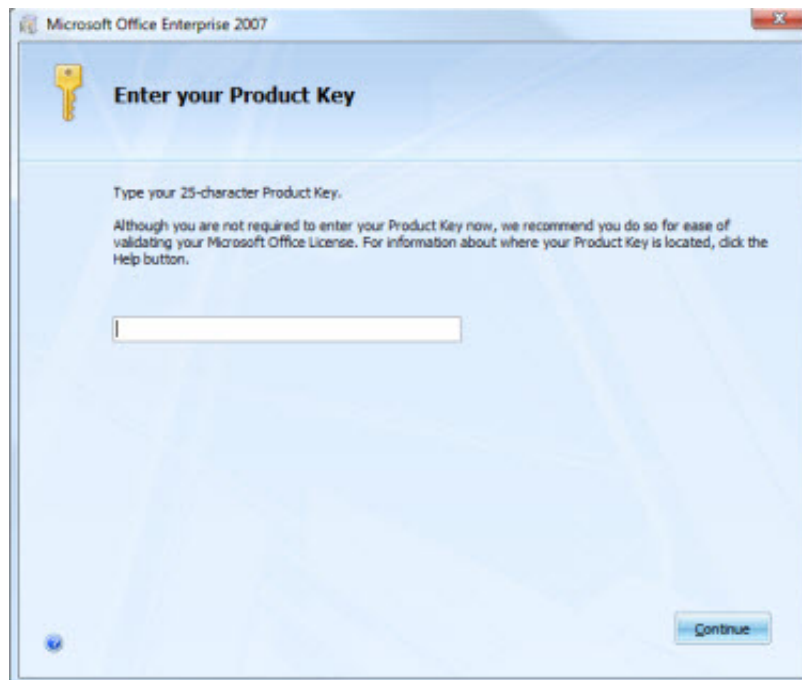 Microsoft Office Enterprise 2007
Enter your Product Key
Type your 25-character Product Key.
Although you are not required to enter your Product Key now, we recommend you do so for ease of
validating your Microsoft Office License. For information about where your Product Key is located, click the
Help button.
Continue